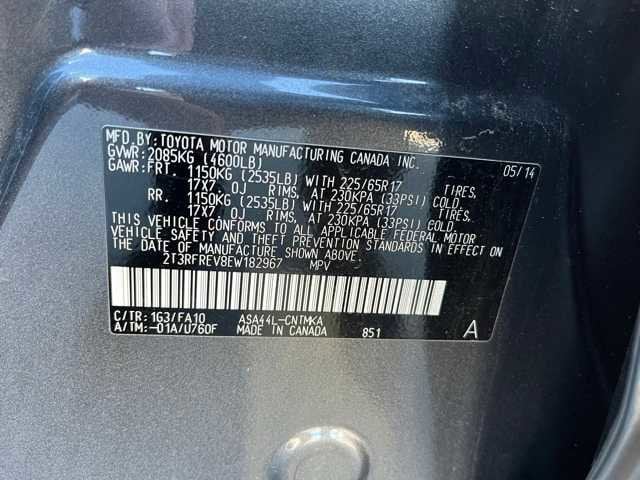 MFD.BY:TOYOTA MOTOR MANUFACTURING CANADA INC. 05/14
GVWR:2085KG (4600LB)
GAWR:FRT. 1150KG (2535LB) WITH 225/65R17 TIRES,
17X7 0J RIMS, AT 230KPA (33PSI) COLD.
RR. 1150KG (2535LB) WITH 225/65R17 TIRES,
17X7 0J RIMS, AT 230KPA (33PSI) COLD.
THIS VEHICLE CONFORMS TO ALL APPLICABLE FEDERAL MOTOR
VEHICLE SAFETY AND THEFT PREVENTION STANDARDS IN EFFECT ON
THE DATE OF MANUFACTURE SHOWN ABOVE.
2T3RFREV8EW182967 MPV
C/TR:1G3/FA10 ASA44L-CNTMKA
A/TM:-01A/U760F MADE IN CANADA 851 A